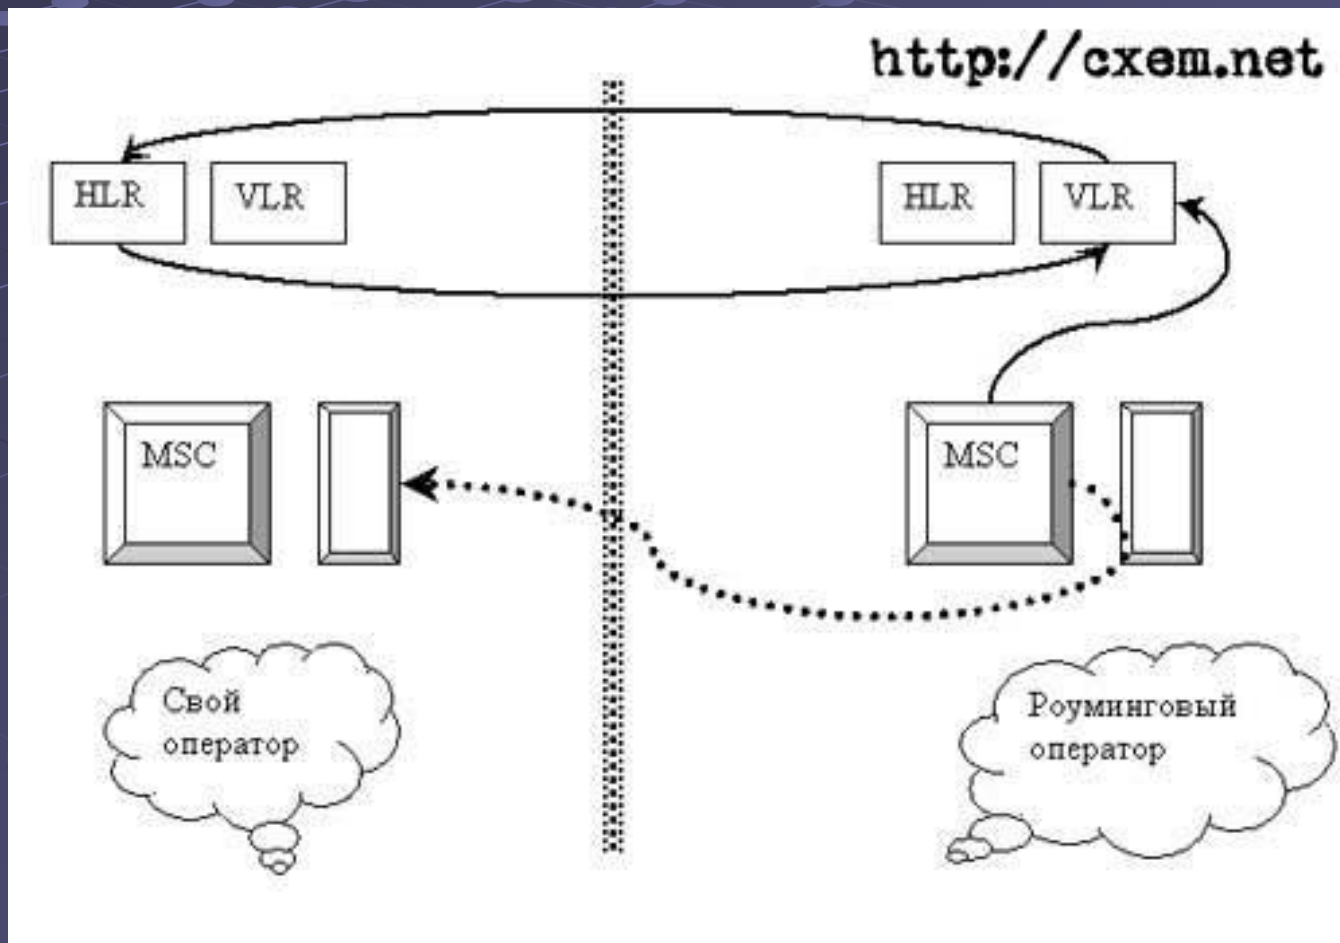 http://cxem.net
HLR
VLR
HLR
VLR
MSC
MSC
Свой
оператор
Роуминговый
оператор